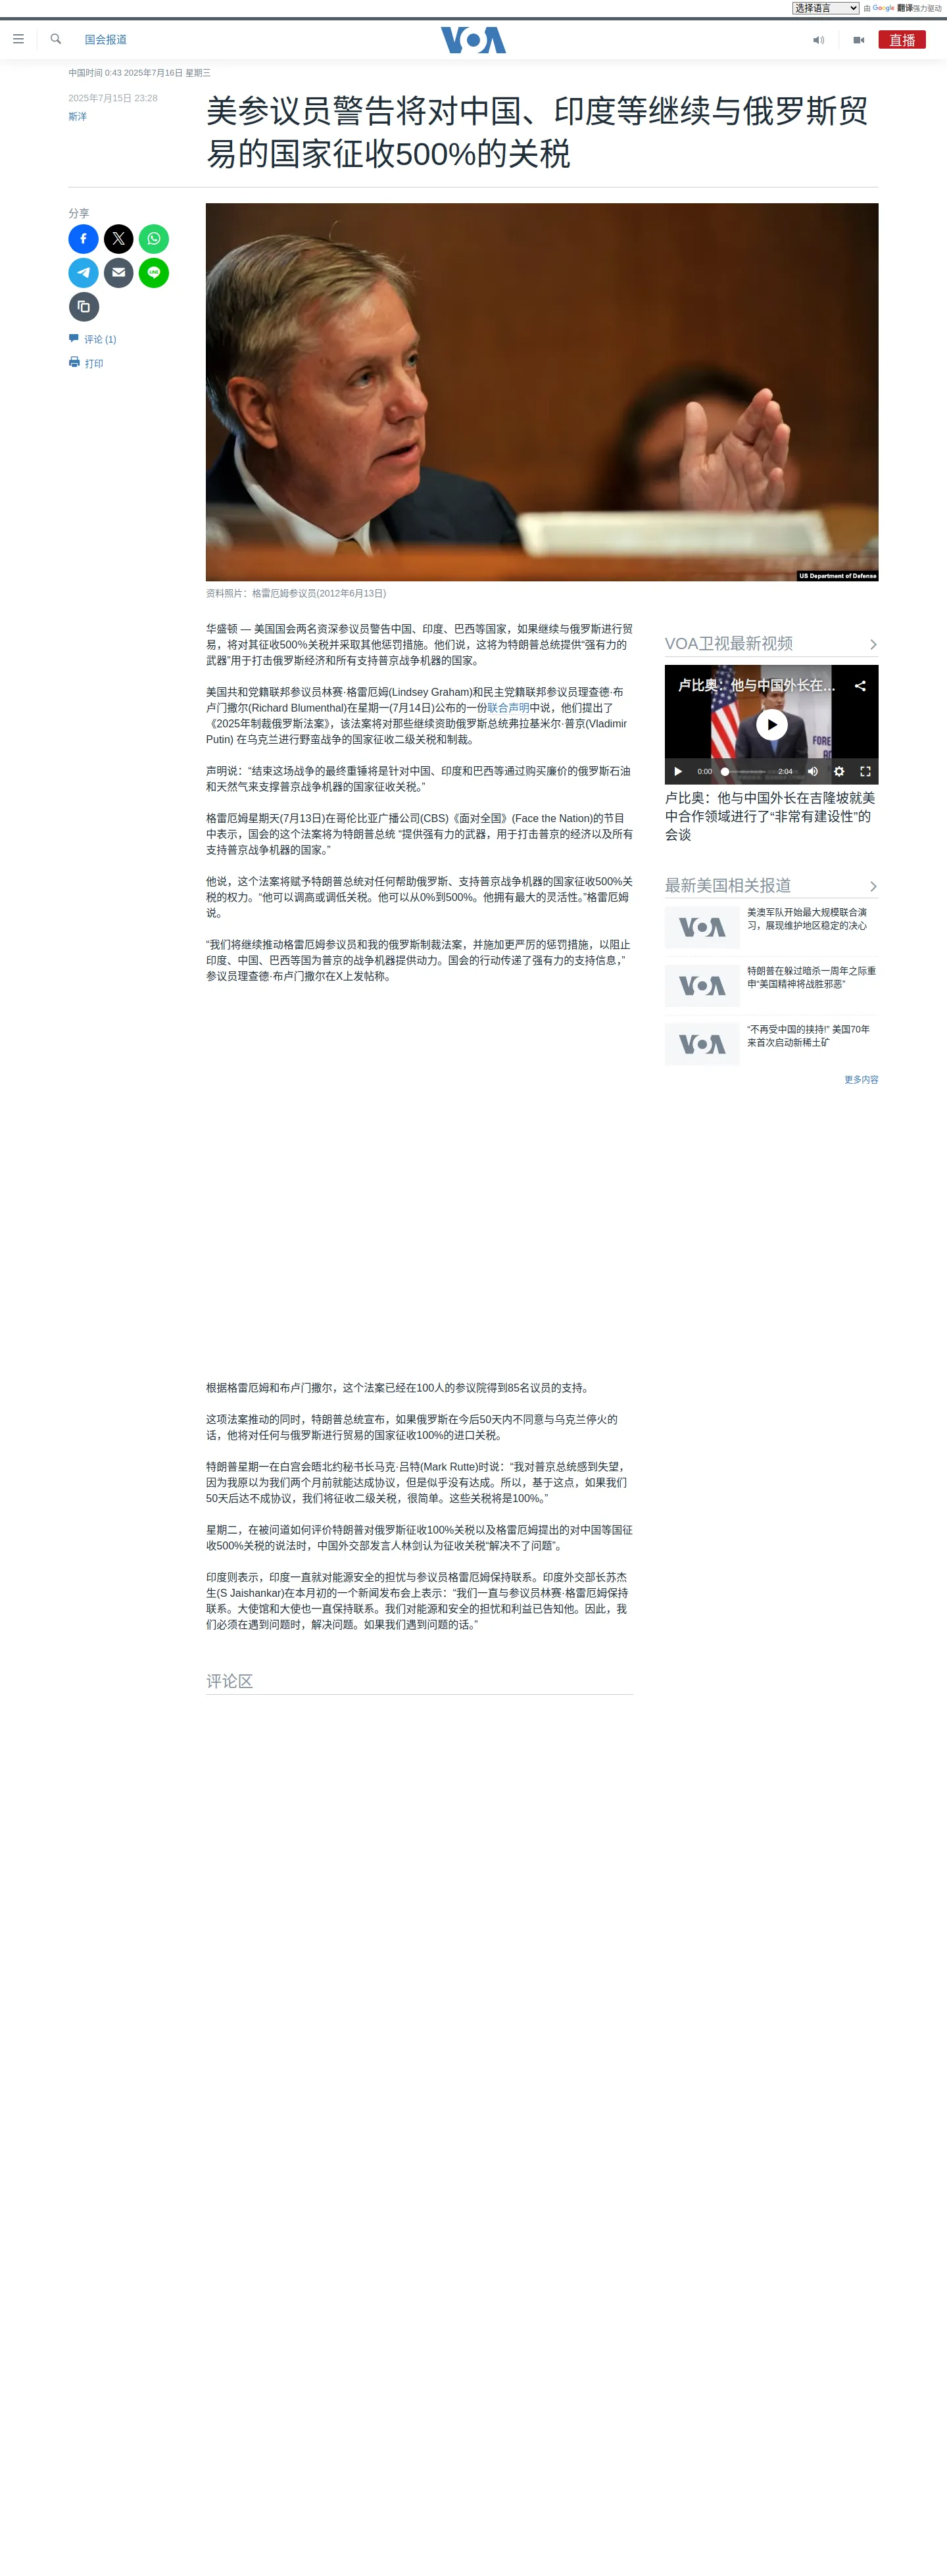 选择语言
由 Google 翻译强力驱动
国会报道
VOA
直播
中国时间 0:43 2025年7月16日 星期三
2025年7月15日 23:28
斯洋
美参议员警告将对中国、印度等继续与俄罗斯贸
易的国家征收500%的关税
分享
LINE
评论 (1)
打印
US Department of Defense
资料照片：格雷厄姆参议员(2012年6月13日)
华盛顿 — 美国国会两名资深参议员警告中国、印度、巴西等国家，如果继续与俄罗斯进行贸
易，将对其征收500%关税并采取其他惩罚措施。他们说，这将为特朗普总统提供“强有力的
武器”用于打击俄罗斯经济和所有支持普京战争机器的国家。
美国共和党籍联邦参议员林赛·格雷厄姆(Lindsey Graham)和民主党籍联邦参议员理查德·布
卢门撒尔(Richard Blumenthal)在星期一(7月14日)公布的一份联合声明中说，他们提出了
《2025年制裁俄罗斯法案》，该法案将对那些继续资助俄罗斯总统弗拉基米尔·普京(Vladimir
Putin) 在乌克兰进行野蛮战争的国家征收二级关税和制裁。
声明说：“结束这场战争的最终重锤将是针对中国、印度和巴西等通过购买廉价的俄罗斯石油
和天然气来支撑普京战争机器的国家征收关税。”
格雷厄姆星期天(7月13日)在哥伦比亚广播公司(CBS)《面对全国》(Face the Nation)的节目
中表示，国会的这个法案将为特朗普总统 “提供强有力的武器，用于打击普京的经济以及所有
支持普京战争机器的国家。”
他说，这个法案将赋予特朗普总统对任何帮助俄罗斯、支持普京战争机器的国家征收500%关
税的权力。“他可以调高或调低关税。他可以从0%到500%。他拥有最大的灵活性。”格雷厄姆
说。
“我们将继续推动格雷厄姆参议员和我的俄罗斯制裁法案，并施加更严厉的惩罚措施，以阻止
印度、中国、巴西等国为普京的战争机器提供动力。国会的行动传递了强有力的支持信息，”
参议员理查德·布卢门撒尔在X上发帖称。
根据格雷厄姆和布卢门撒尔，这个法案已经在100人的参议院得到85名议员的支持。
这项法案推动的同时，特朗普总统宣布，如果俄罗斯在今后50天内不同意与乌克兰停火的
话，他将对任何与俄罗斯进行贸易的国家征收100%的进口关税。
特朗普星期一在白宫会晤北约秘书长马克·吕特(Mark Rutte)时说：“我对普京总统感到失望，
因为我原以为我们两个月前就能达成协议，但是似乎没有达成。所以，基于这点，如果我们
50天后达不成协议，我们将征收二级关税，很简单。这些关税将是100%。”
星期二，在被问道如何评价特朗普对俄罗斯征收100%关税以及格雷厄姆提出的对中国等国征
收500%关税的说法时，中国外交部发言人林剑认为征收关税“解决不了问题”。
印度则表示，印度一直就对能源安全的担忧与参议员格雷厄姆保持联系。印度外交部长苏杰
生(S Jaishankar)在本月初的一个新闻发布会上表示：“我们一直与参议员林赛·格雷厄姆保持
联系。大使馆和大使也一直保持联系。我们对能源和安全的担忧和利益已告知他。因此，我
们必须在遇到问题时，解决问题。如果我们遇到问题的话。”
评论区
VOA卫视最新视频
卢比奥：他与中国外长在...
0:00
2:04
卢比奥：他与中国外长在吉隆坡就美
中合作领域进行了“非常有建设性”的
会谈
最新美国相关报道
VOA
美澳军队开始最大规模联合演
习，展现维护地区稳定的决心
VOA
特朗普在躲过暗杀一周年之际重
申“美国精神将战胜邪恶”
VOA
“不再受中国的挟持!” 美国70年
来首次启动新稀土矿
更多内容